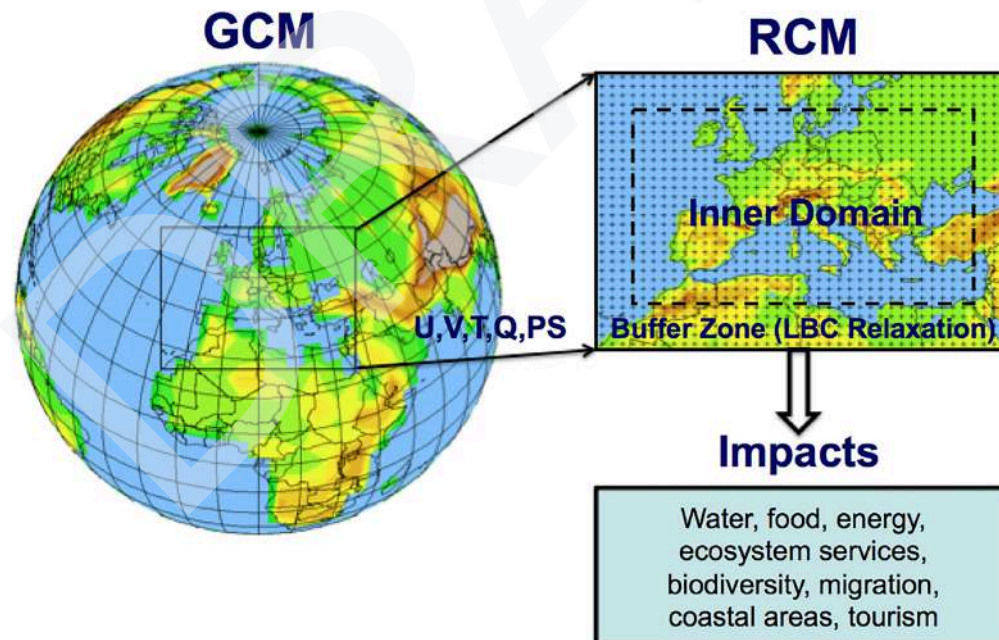 GCM
RCM
Inner Domain
U,V,T,Q,PS
Buffer Zone (LBC Relaxation)
Impacts
Water, food, energy,
ecosystem services,
biodiversity, migration,
coastal areas, tourism